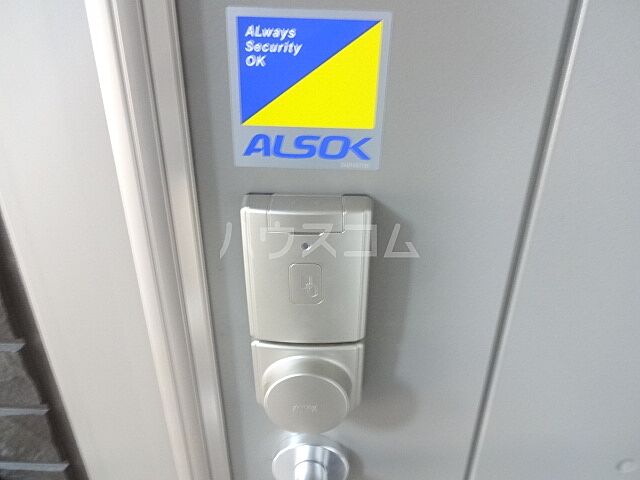 ALways
Security
OK
ALSOK
ハウスコム